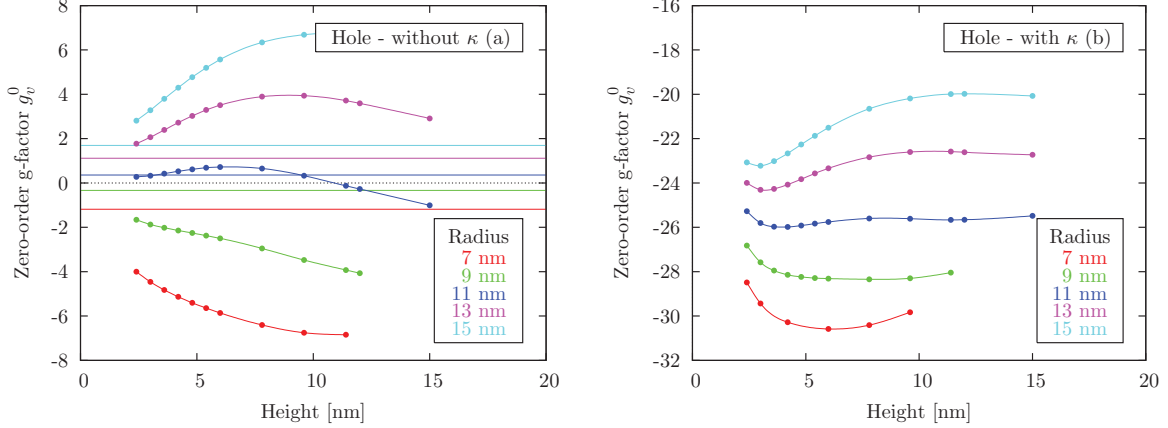 8
6
4
2
0
-2
-4
-6
-8
0
5
10
15
20
Zero-order g-factor g_v^0
Height [nm]
Hole - without κ (a)
Radius
7 nm
9 nm
11 nm
13 nm
15 nm
-16
-18
-20
-22
-24
-26
-28
-30
-32
0
5
10
15
20
Zero-order g-factor g_v^0
Height [nm]
Hole - with κ (b)
Radius
7 nm
9 nm
11 nm
13 nm
15 nm